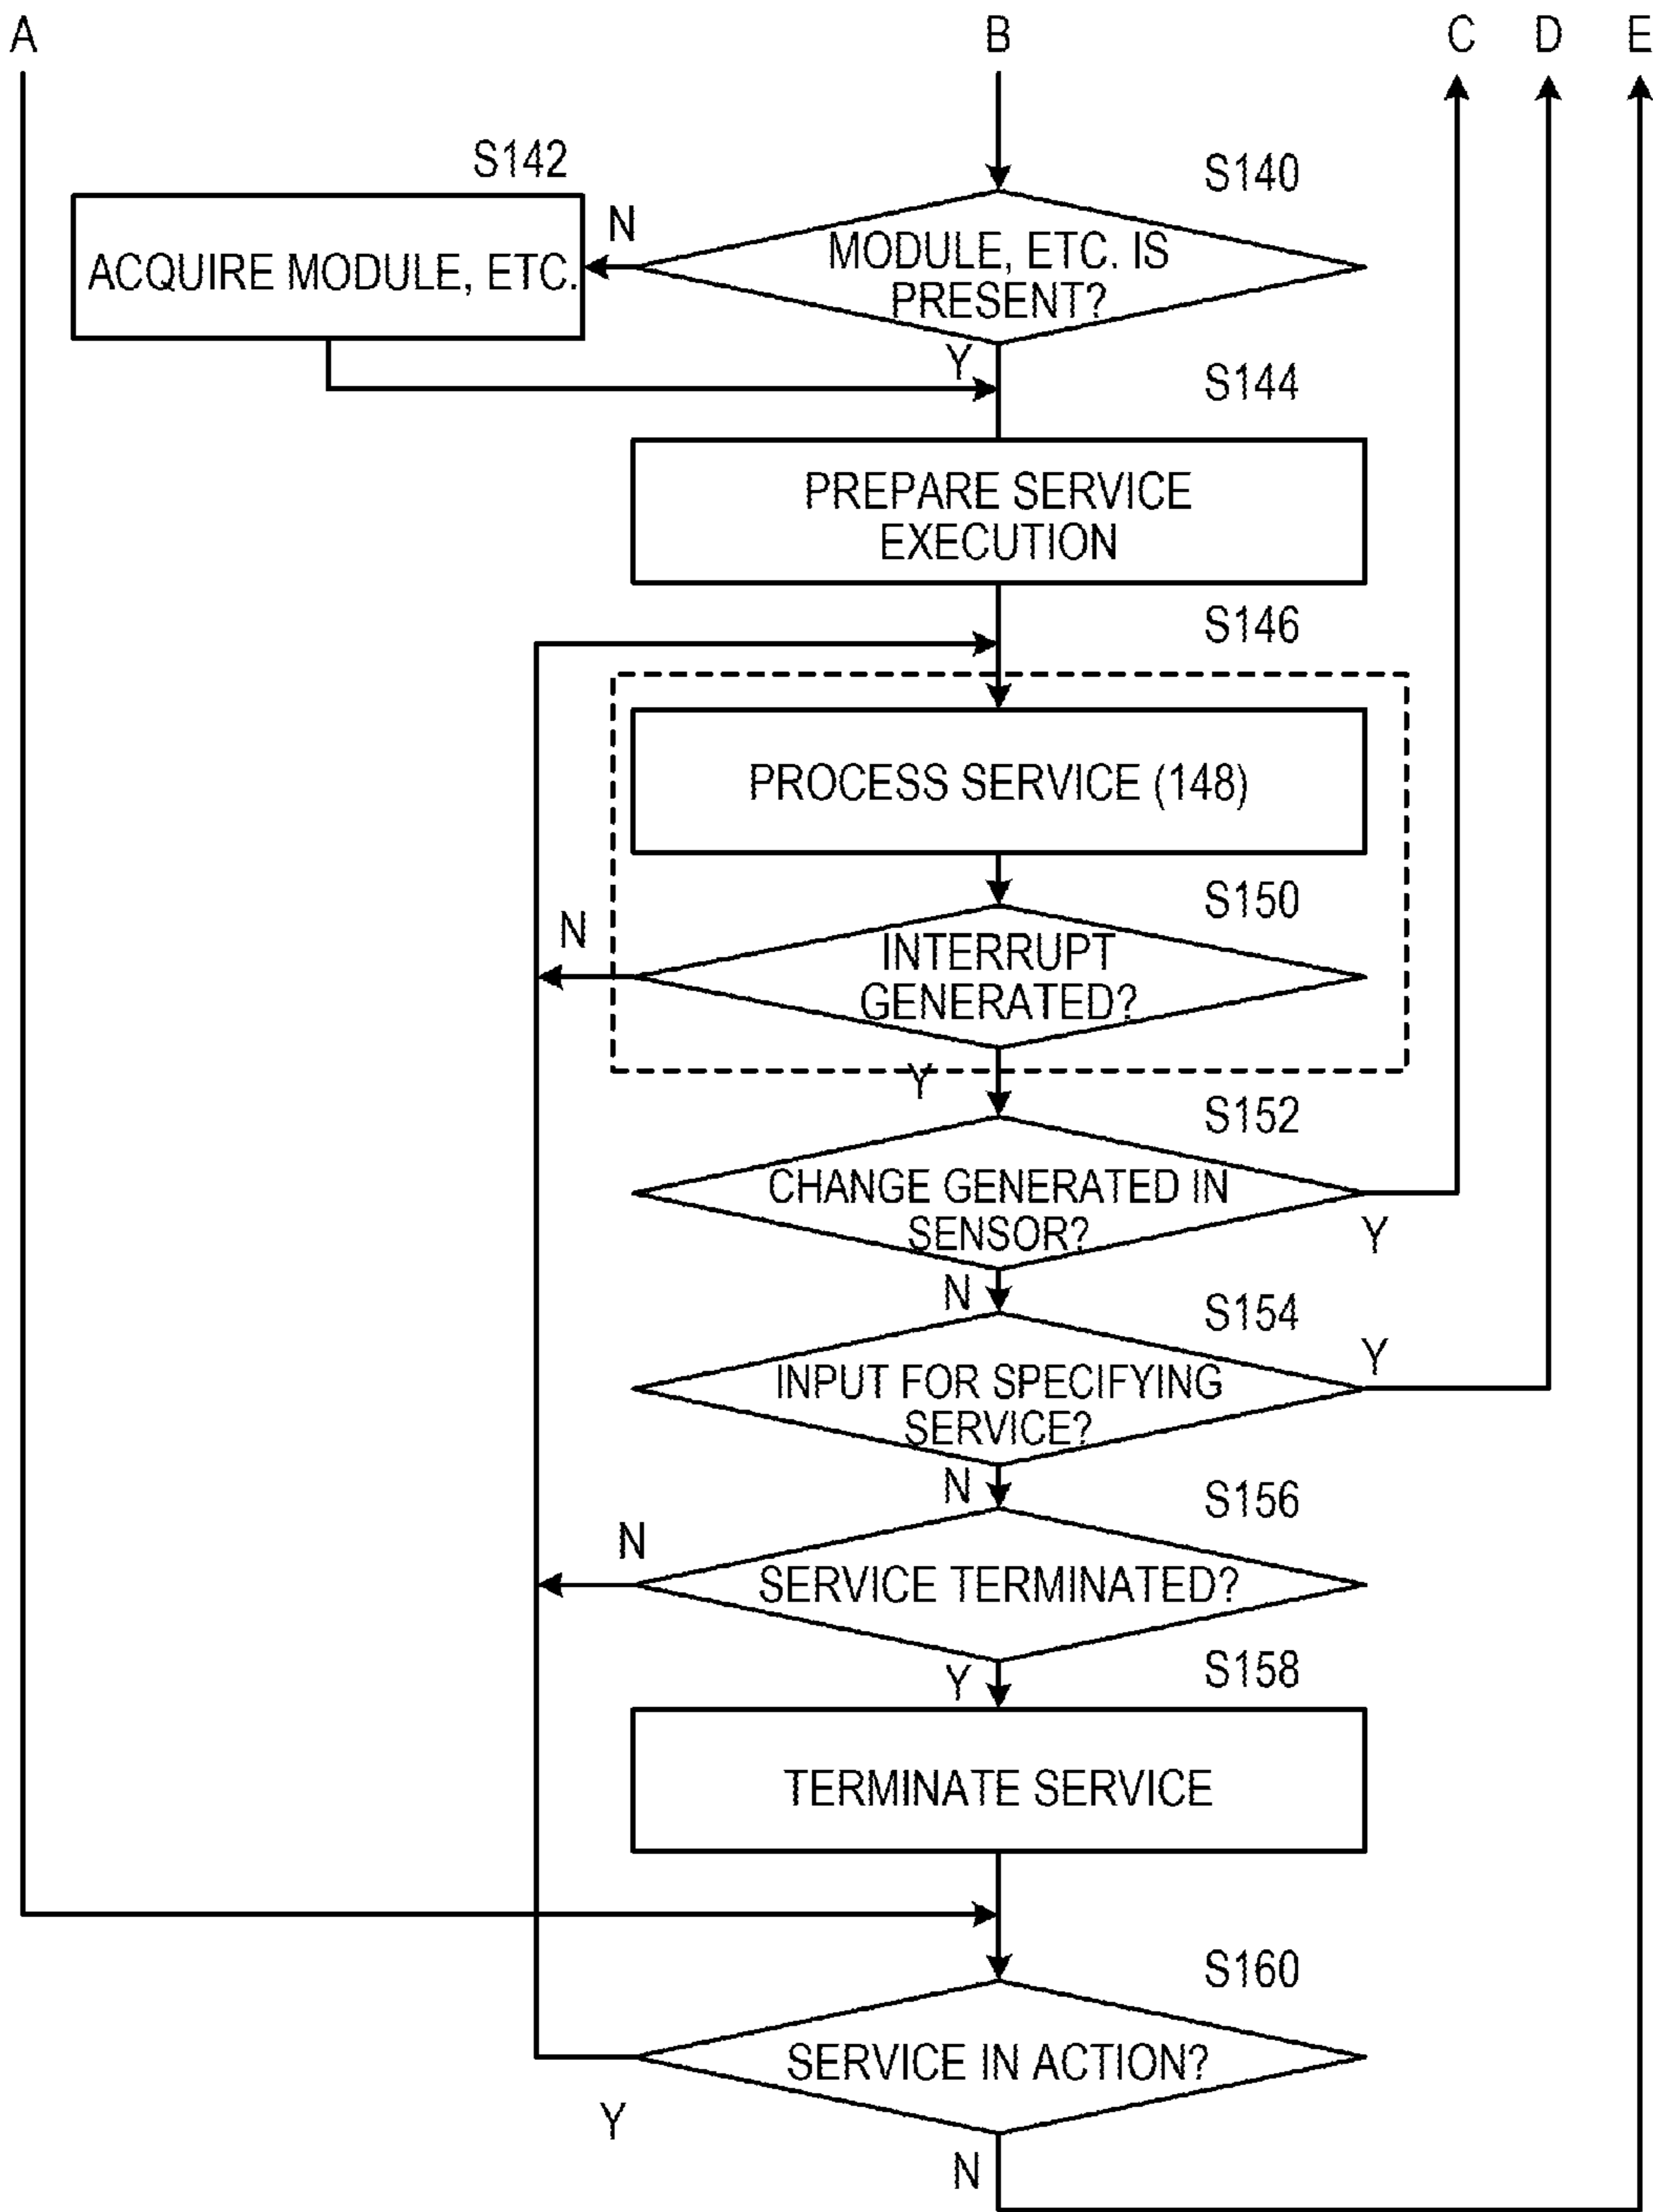 A
B
C
D
E
S142
S140
N
ACQUIRE MODULE, ETC.
MODULE, ETC. IS
PRESENT?
Y
S144
PREPARE SERVICE
EXECUTION
S146
PROCESS SERVICE (148)
S150
N
INTERRUPT
GENERATED?
Y
S152
CHANGE GENERATED IN
SENSOR?
Y
N
S154
Y
INPUT FOR SPECIFYING
SERVICE?
N
S156
N
SERVICE TERMINATED?
Y
S158
TERMINATE SERVICE
S160
SERVICE IN ACTION?
Y
N